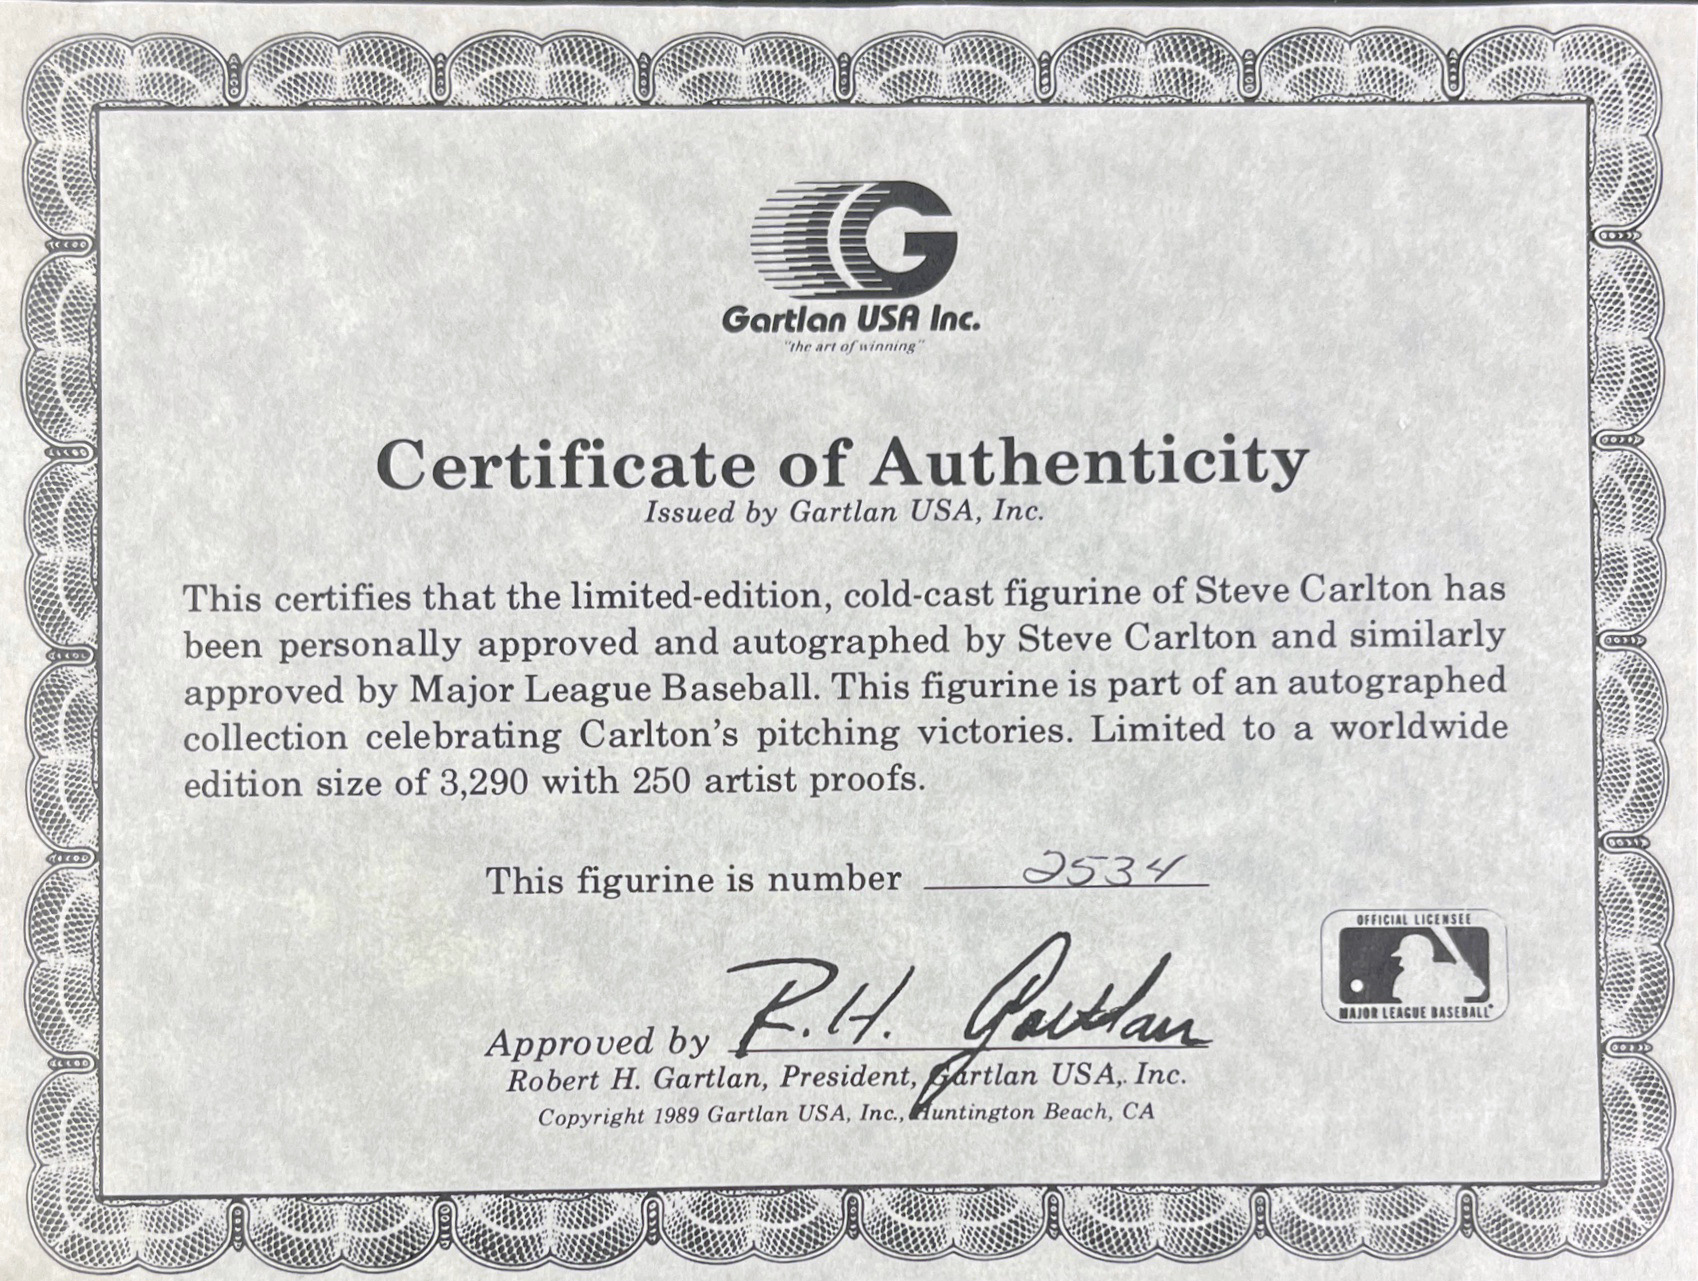 G
Gartlan USA Inc.
"the art of winning"
Certificate of Authenticity
Issued by Gartlan USA, Inc.
This certifies that the limited-edition, cold-cast figurine of Steve Carlton has
been personally approved and autographed by Steve Carlton and similarly
approved by Major League Baseball. This figurine is part of an autographed
collection celebrating Carlton's pitching victories. Limited to a worldwide
edition size of 3,290 with 250 artist proofs.
This figurine is number 2534
OFFICIAL LICENSEE
MAJOR LEAGUE BASEBALL
Approved by R. H. Gartlan
Robert H. Gartlan, President, Gartlan USA, Inc.
Copyright 1989 Gartlan USA, Inc., Huntington Beach, CA